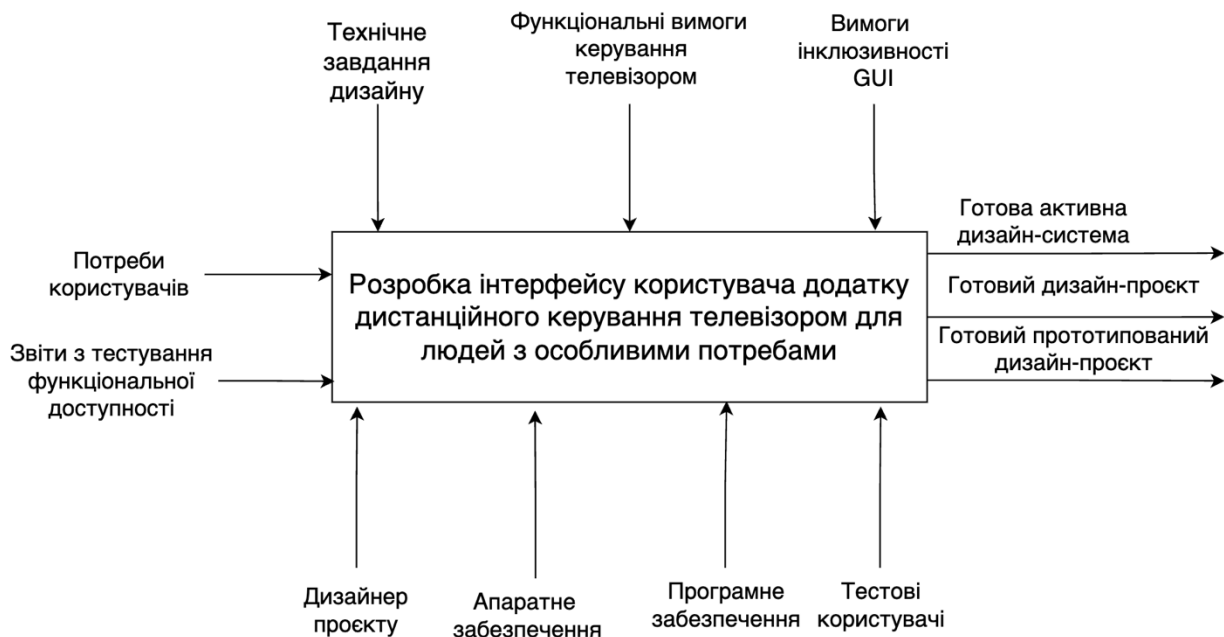 Технічне
завдання
дизайну
Функціональні вимоги
керування
телевізором
Вимоги
інклюзивності
GUI
Потреби
користувачів
Звіти з тестування
функціональної
доступності
Розробка інтерфейсу користувача додатку
дистанційного керування телевізором для
людей з особливими потребами
Готова активна
дизайн-система
Готовий дизайн-проєкт
Готовий прототипований
дизайн-проєкт
Дизайнер
проєкту
Апаратне
забезпечення
Програмне
забезпечення
Тестові
користувачі